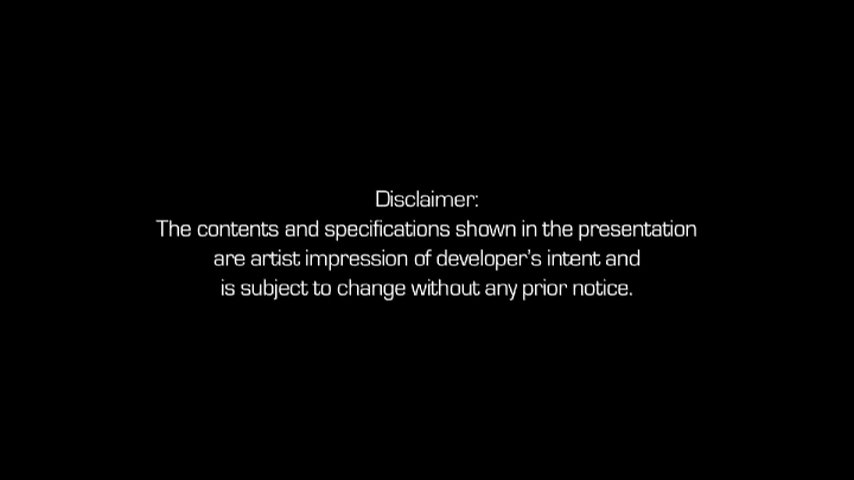 Disclaimer:
The contents and specifications shown in the presentation
are artist impression of developer's intent and
is subject to change without any prior notice.